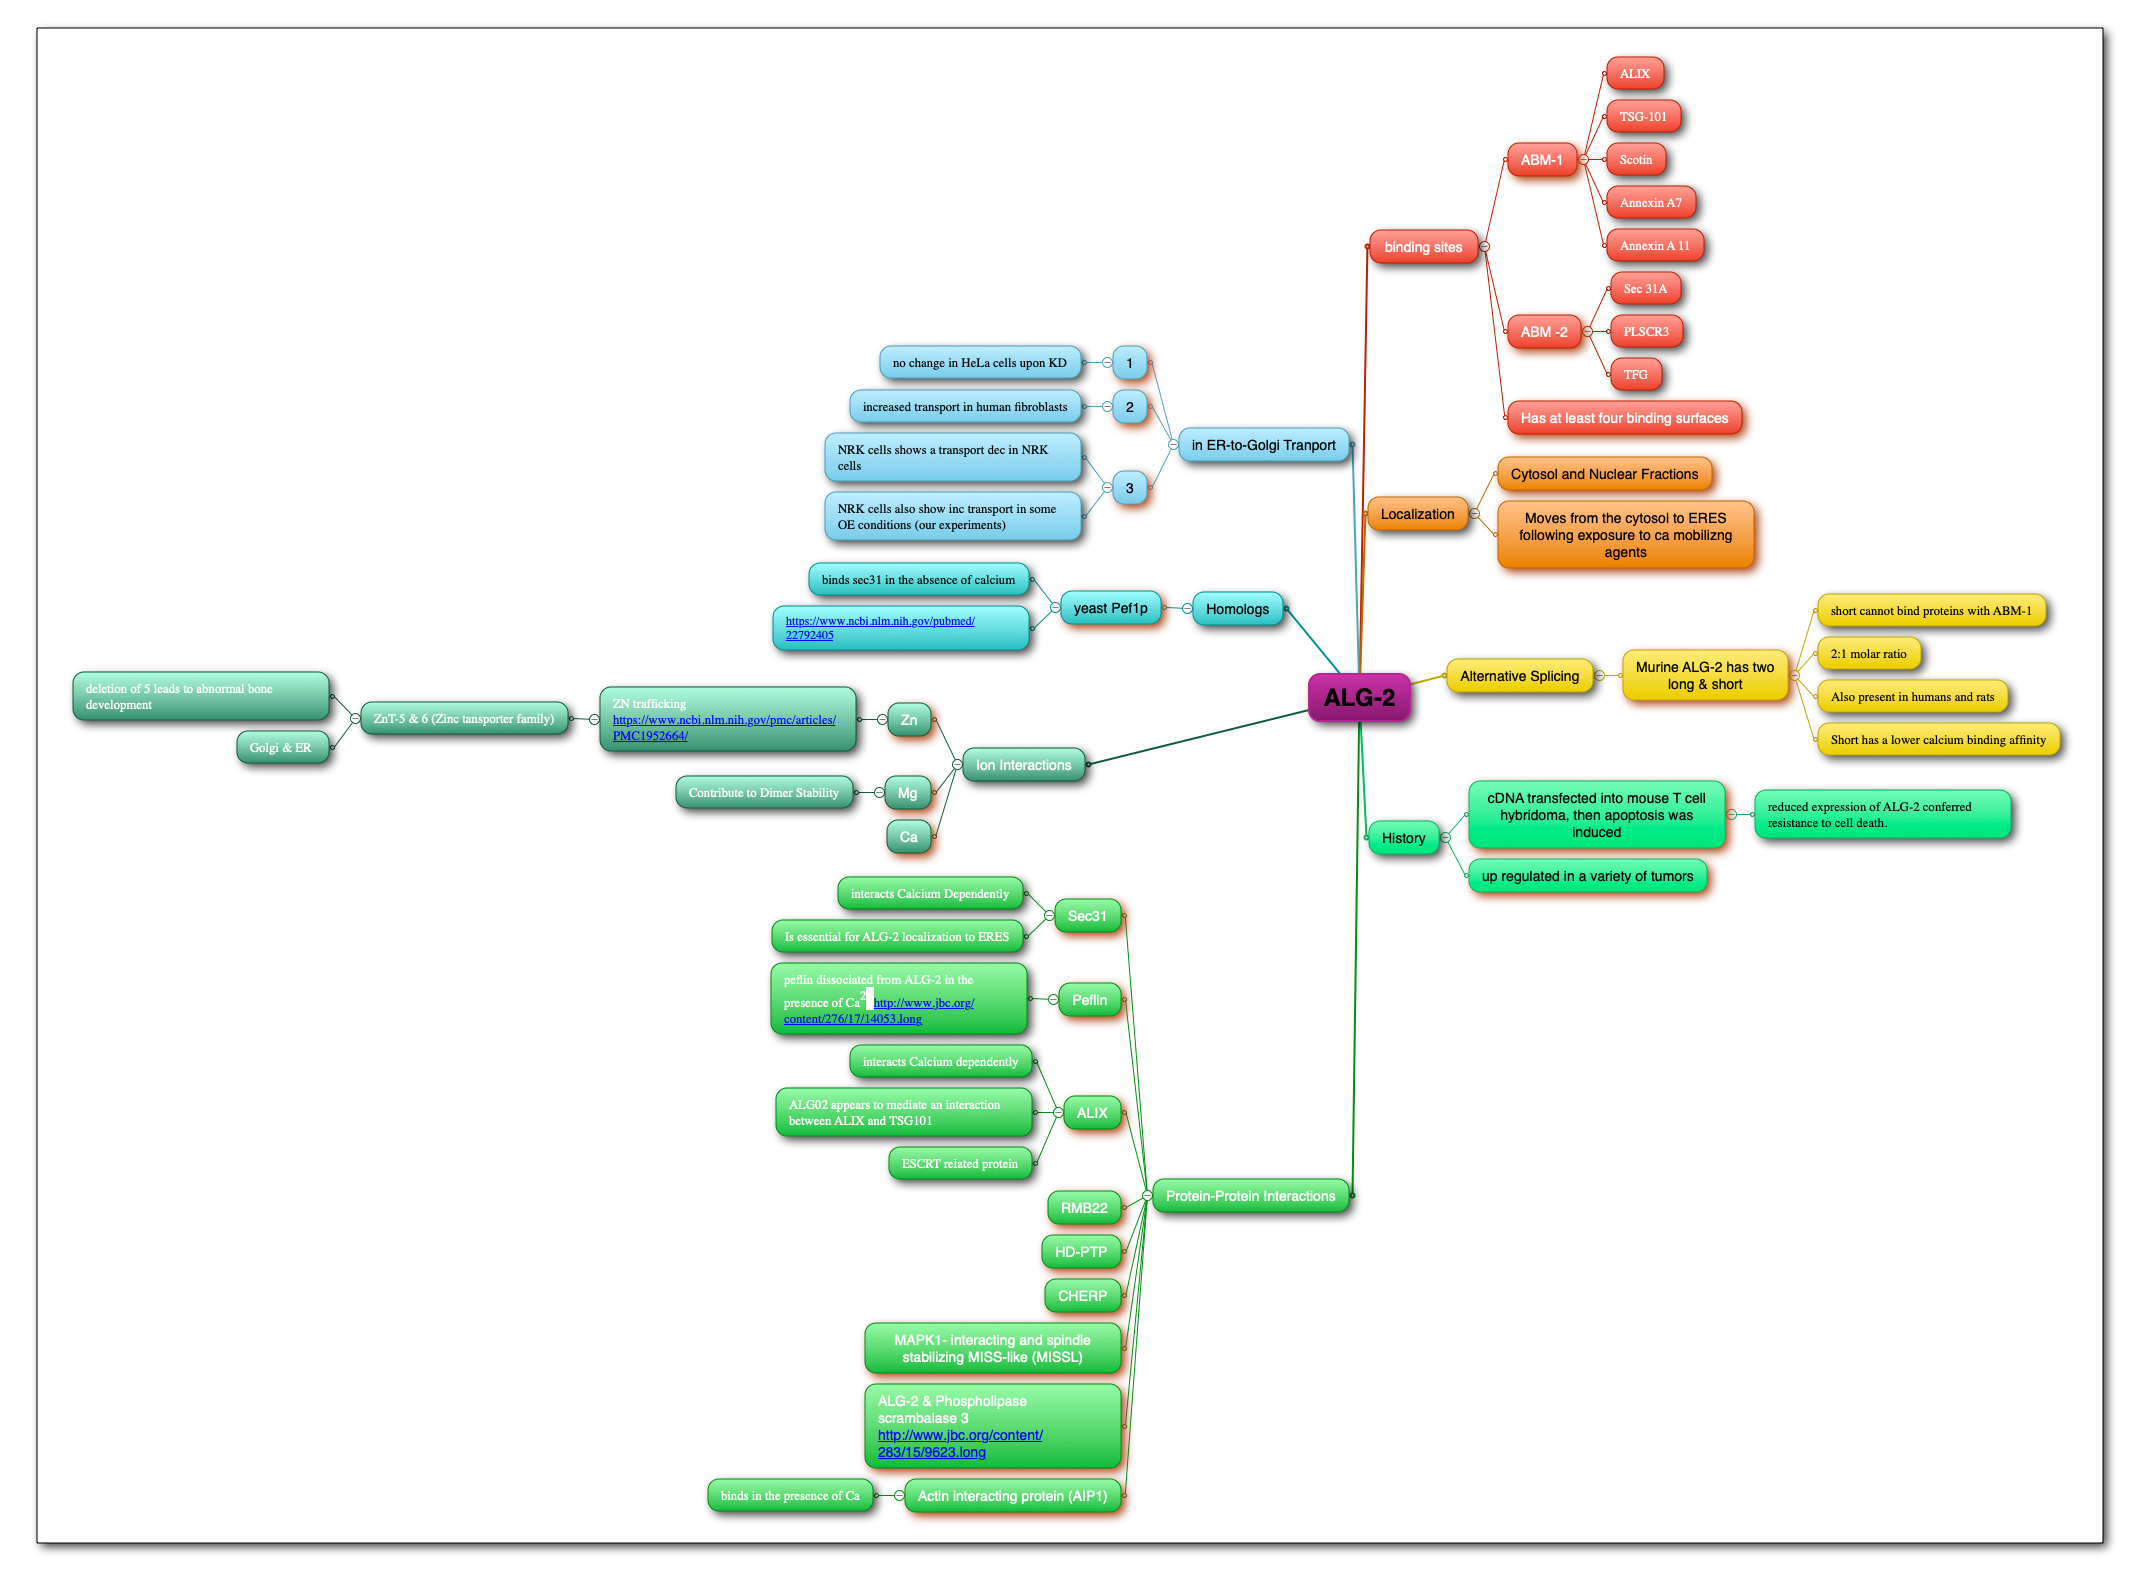 ALG-2
binding sites
ABM-1
ALIX
TSG-101
Scotin
Annexin A7
Annexin A 11
ABM -2
Sec 31A
PLSCR3
TFG
Has at least four binding surfaces
Localization
Cytosol and Nuclear Fractions
Moves from the cytosol to ERES
following exposure to ca mobilizng
agents
Alternative Splicing
Murine ALG-2 has two
long & short
short cannot bind proteins with ABM-1
2:1 molar ratio
Also present in humans and rats
Short has a lower calcium binding affinity
History
cDNA transfected into mouse T cell
hybridoma, then apoptosis was
induced
reduced expression of ALG-2 conferred
resistance to cell death.
up regulated in a variety of tumors
in ER-to-Golgi Tranport
1
no change in HeLa cells upon KD
2
increased transport in human fibroblasts
3
NRK cells shows a transport dec in NRK
cells
NRK cells also show inc transport in some
OE conditions (our experiments)
Homologs
yeast Pef1p
binds sec31 in the absence of calcium
https://www.ncbi.nlm.nih.gov/pubmed/
22792405
Ion Interactions
Zn
ZN trafficking
https://www.ncbi.nlm.nih.gov/pmc/articles/
PMC1952664/
ZnT-5 & 6 (Zinc tansporter family)
deletion of 5 leads to abnormal bone
development
Golgi & ER
Mg
Contribute to Dimer Stability
Ca
Protein-Protein Interactions
Sec31
interacts Calcium Dependently
Is essential for ALG-2 localization to ERES
Peflin
peflin dissociated from ALG-2 in the
presence of Ca2 http://www.jbc.org/
content/276/17/14053.long
ALIX
interacts Calcium dependently
ALG02 appears to mediate an interaction
between ALIX and TSG101
ESCRT related protein
RMB22
HD-PTP
CHERP
MAPK1- interacting and spindle
stabilizing MISS-like (MISSL)
ALG-2 & Phospholipase
scrambalase 3
http://www.jbc.org/content/
283/15/9623.long
Actin interacting protein (AIP1)
binds in the presence of Ca